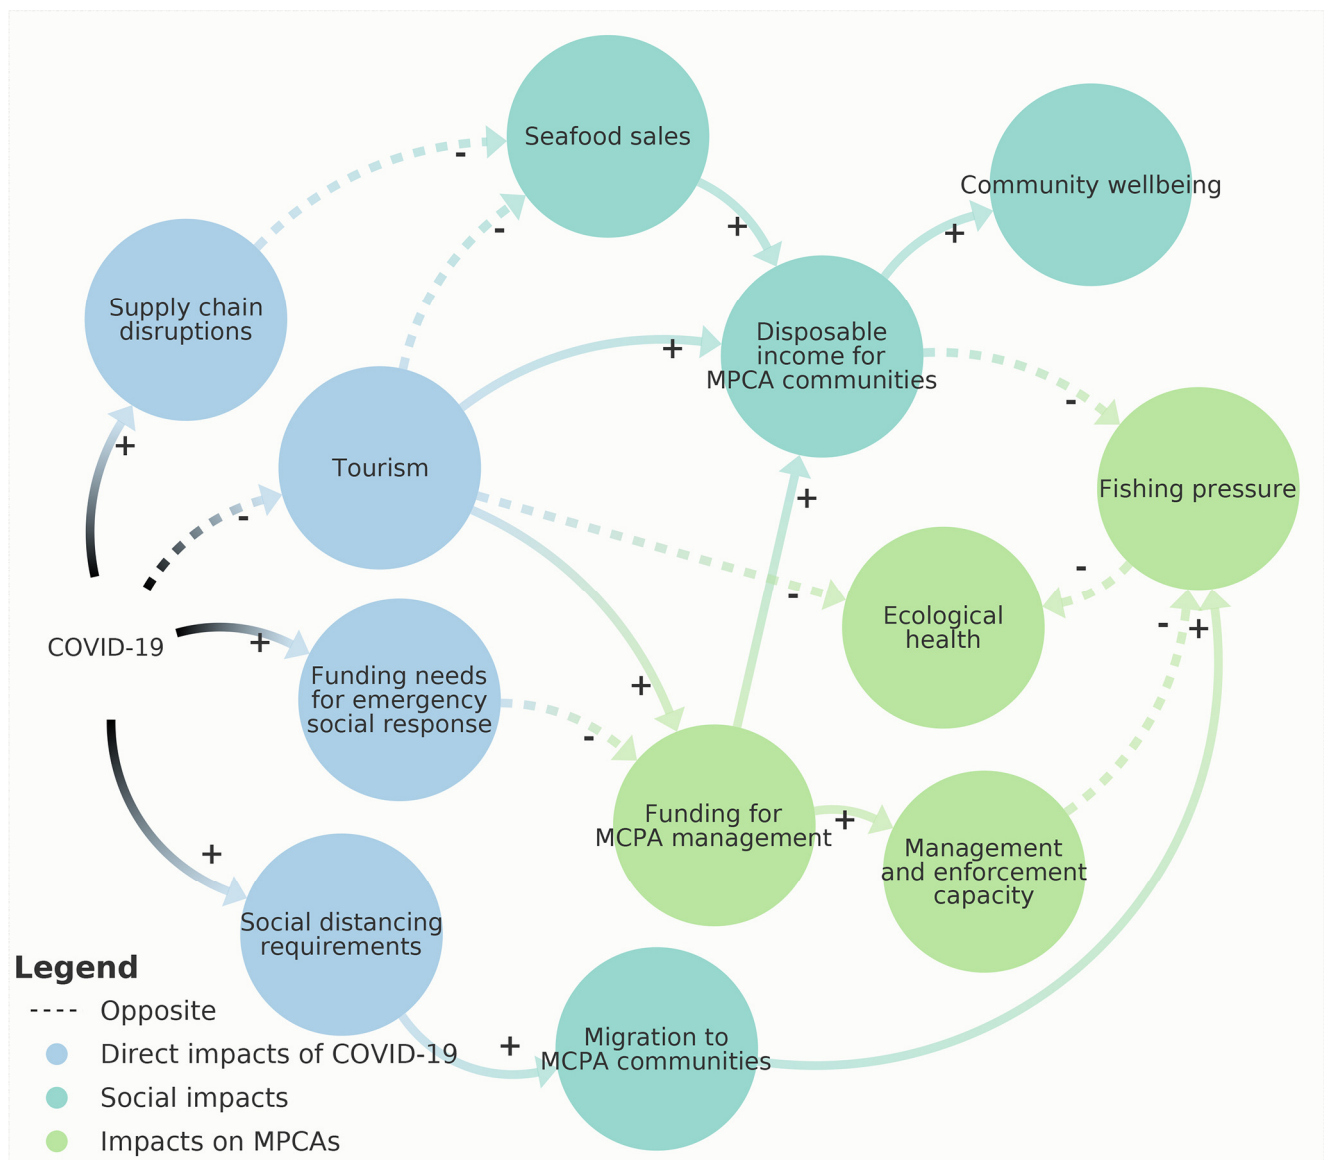 Seafood sales
-
Community wellbeing
-
+
+
Supply chain
disruptions
Disposable
income for
MPCA communities
+
-
+
Tourism
Fishing pressure
+
-
-
-
Ecological
health
-
+
COVID-19
+
Funding needs
for emergency
social response
+
-
Funding for
MCPA management
+
Management
and enforcement
capacity
+
Social distancing
requirements
Migration to
MCPA communities
+
Legend
Opposite
Direct impacts of COVID-19
Social impacts
Impacts on MPCAs